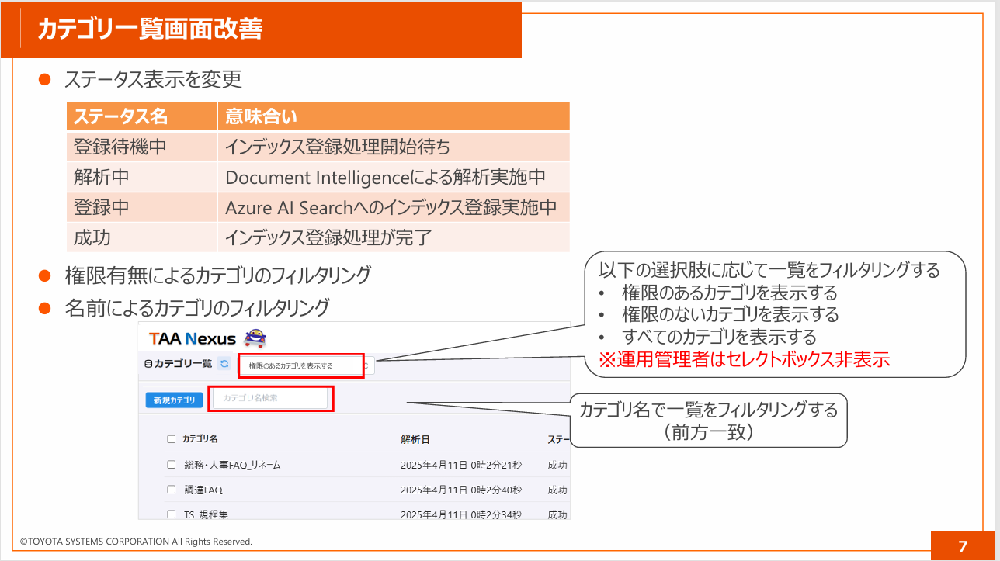 カテゴリ一覧画面改善
ステータス表示を変更
ステータス名 意味合い
登録待機中 インデックス登録処理開始待ち
解析中 Document Intelligenceによる解析実施中
登録中 Azure AI Searchへのインデックス登録実施中
成功 インデックス登録処理が完了
権限有無によるカテゴリのフィルタリング
名前によるカテゴリのフィルタリング
以下の選択肢に応じて一覧をフィルタリングする
• 権限のあるカテゴリを表示する
• 権限のないカテゴリを表示する
• すべてのカテゴリを表示する
※運用管理者はセレクトボックス非表示
TAA Nexus
カテゴリー覧 権限のあるカテゴリを表示する
新規カテゴリ カテゴリ名検索
カテゴリ名で一覧をフィルタリングする
（前方一致）
カテゴリ名 解析日 ステー
総務・人事FAQ_リネーム 2025年4月11日 0時2分21秒 成功
調達FAQ 2025年4月11日 0時2分40秒 成功
TS_規程集 2025年4月11日 0時2分34秒 成功
©TOYOTA SYSTEMS CORPORATION All Rights Reserved.
7